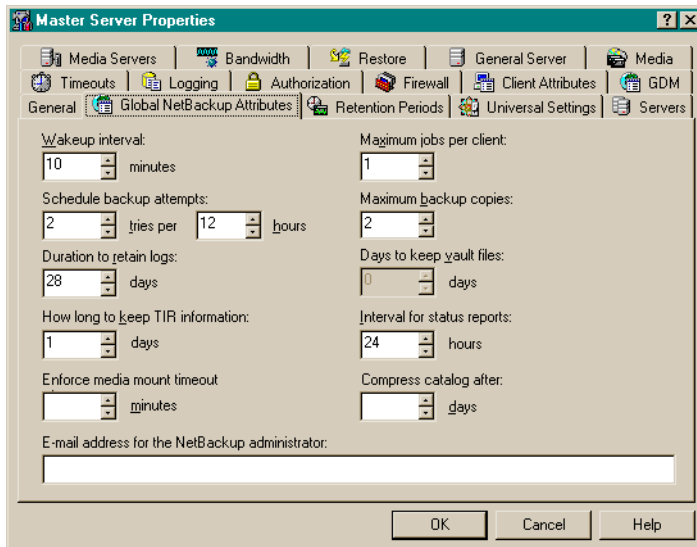 Master Server Properties
Media Servers Bandwidth Restore General Server Media
Timeouts Logging Authorization Firewall Client Attributes GDM
General Global NetBackup Attributes Retention Periods Universal Settings Servers
Wakeup interval: Maximum jobs per client:
10 minutes 1
Schedule backup attempts: Maximum backup copies:
2 tries per 12 hours 2
Duration to retain logs: Days to keep vault files:
28 days 0 days
How long to keep TIR information: Interval for status reports:
1 days 24 hours
Enforce media mount timeout Compress catalog after:
minutes days
E-mail address for the NetBackup administrator:
OK Cancel Help